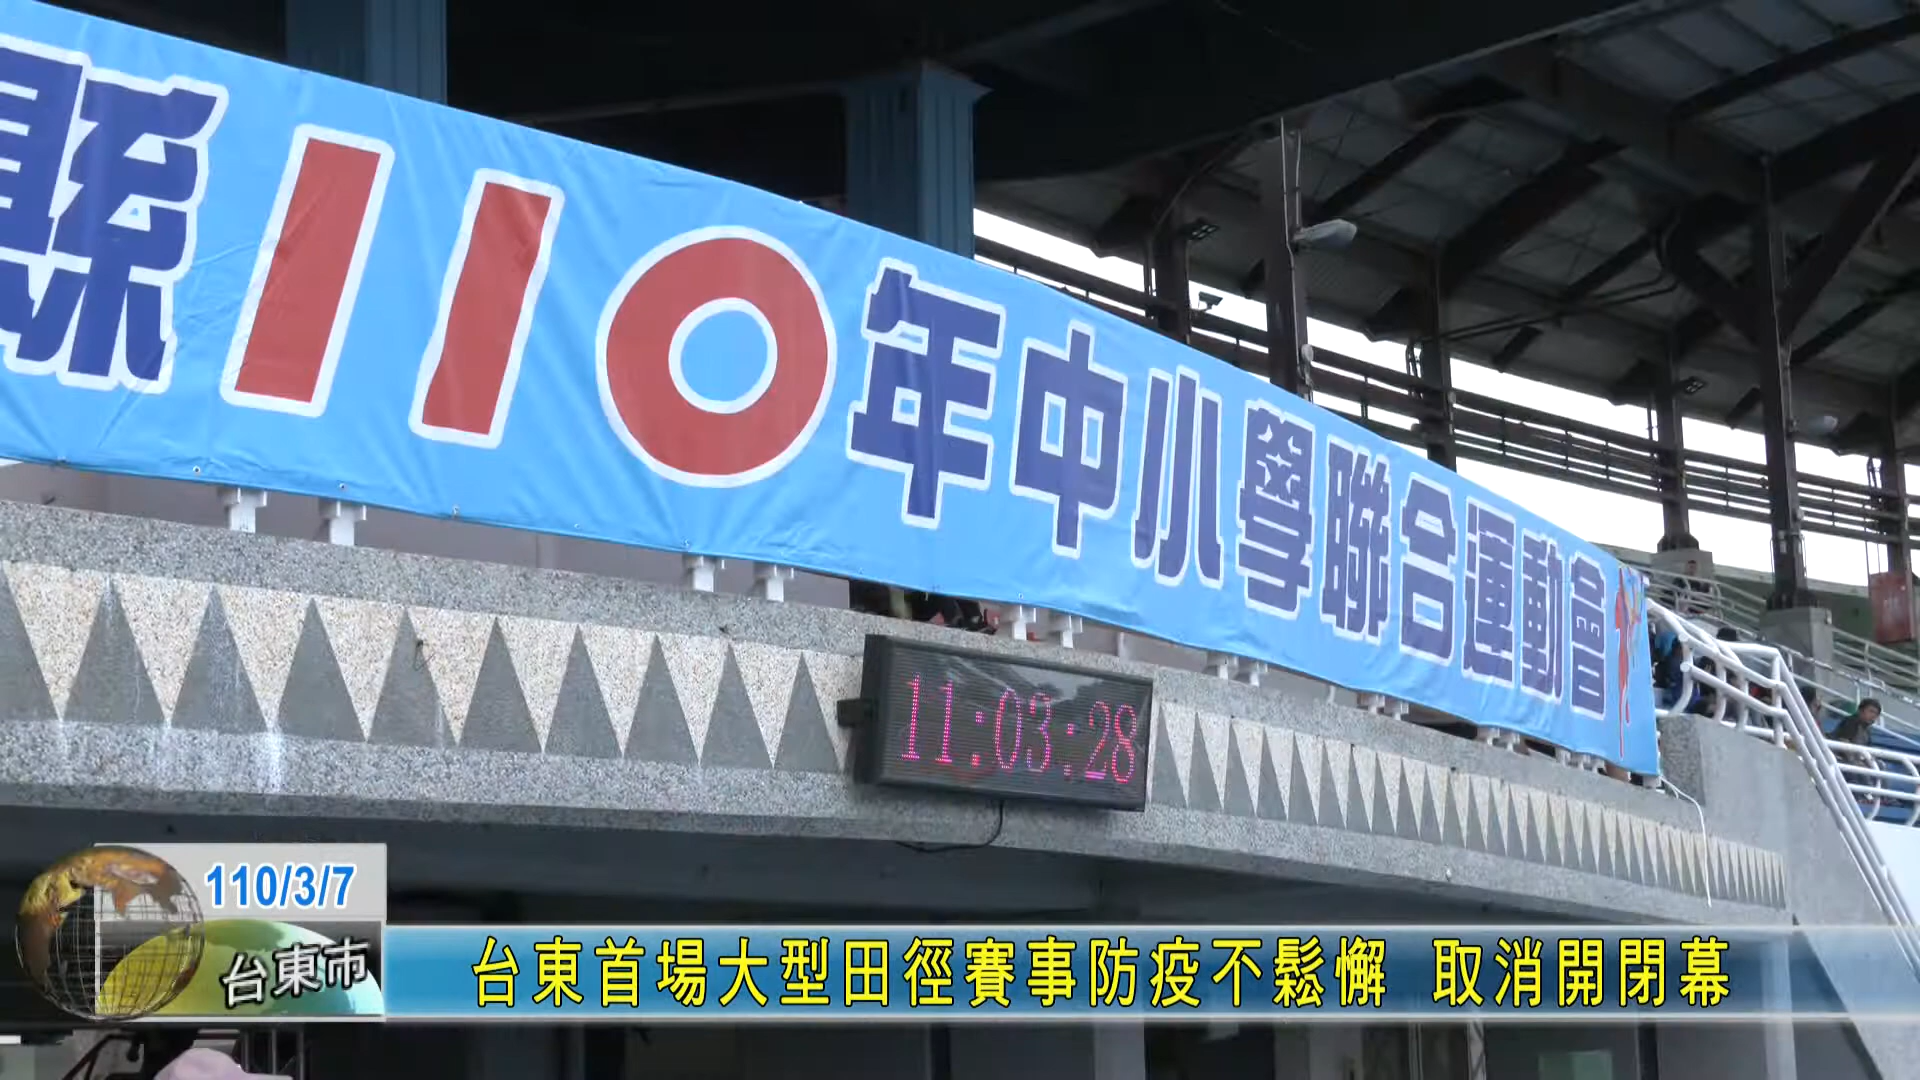 縣110年中小學聯合運動會
11:03:28
110/3/7
台東市
台東首場大型田徑賽事防疫不鬆懈 取消開閉幕